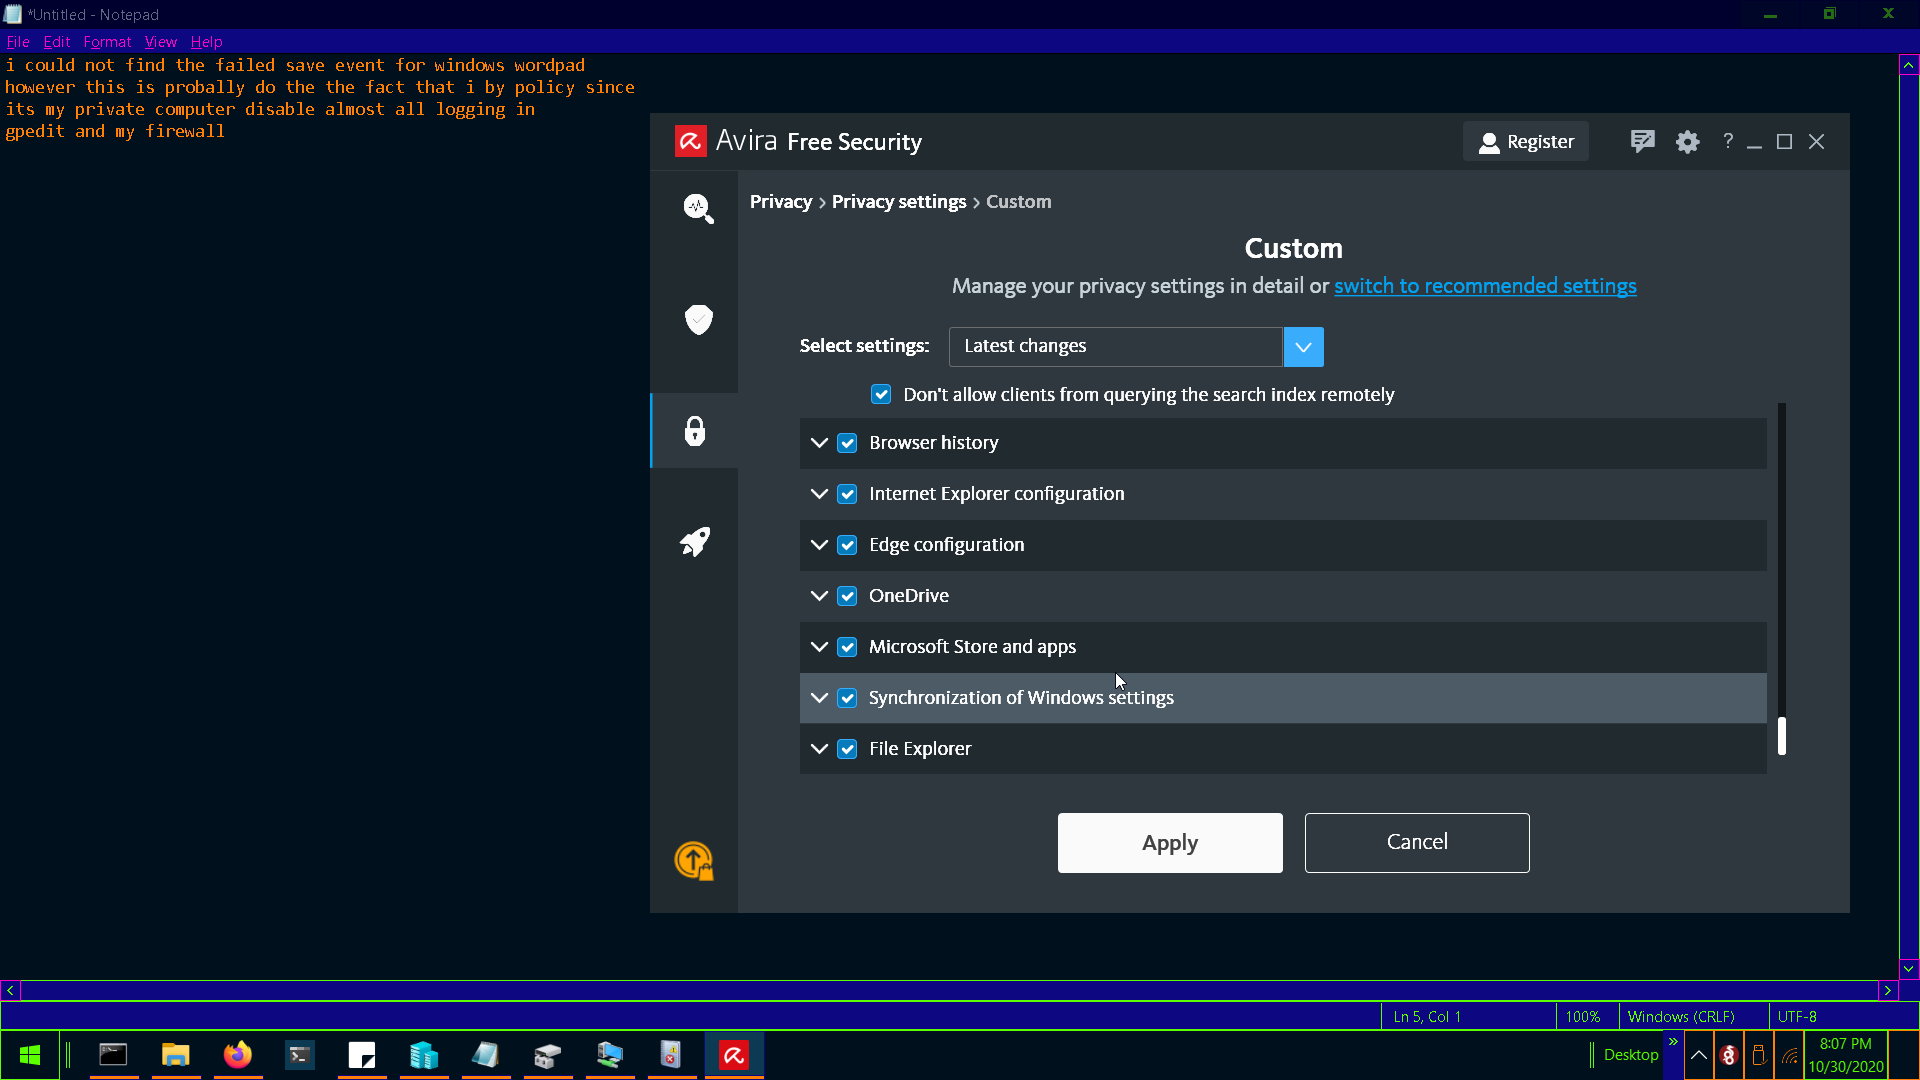 *Untitled - Notepad
File Edit Format View Help
i could not find the failed save event for windows wordpad
however this is probally do the the fact that i by policy since
its my private computer disable almost all logging in
gpedit and my firewall
Avira Free Security
Register
?
Privacy > Privacy settings > Custom
Custom
Manage your privacy settings in detail or switch to recommended settings
Select settings: Latest changes
Don't allow clients from querying the search index remotely
Browser history
Internet Explorer configuration
Edge configuration
OneDrive
Microsoft Store and apps
Synchronization of Windows settings
File Explorer
Apply Cancel
Ln 5, Col 1 100% Windows (CRLF) UTF-8
Desktop
8:07 PM
10/30/2020